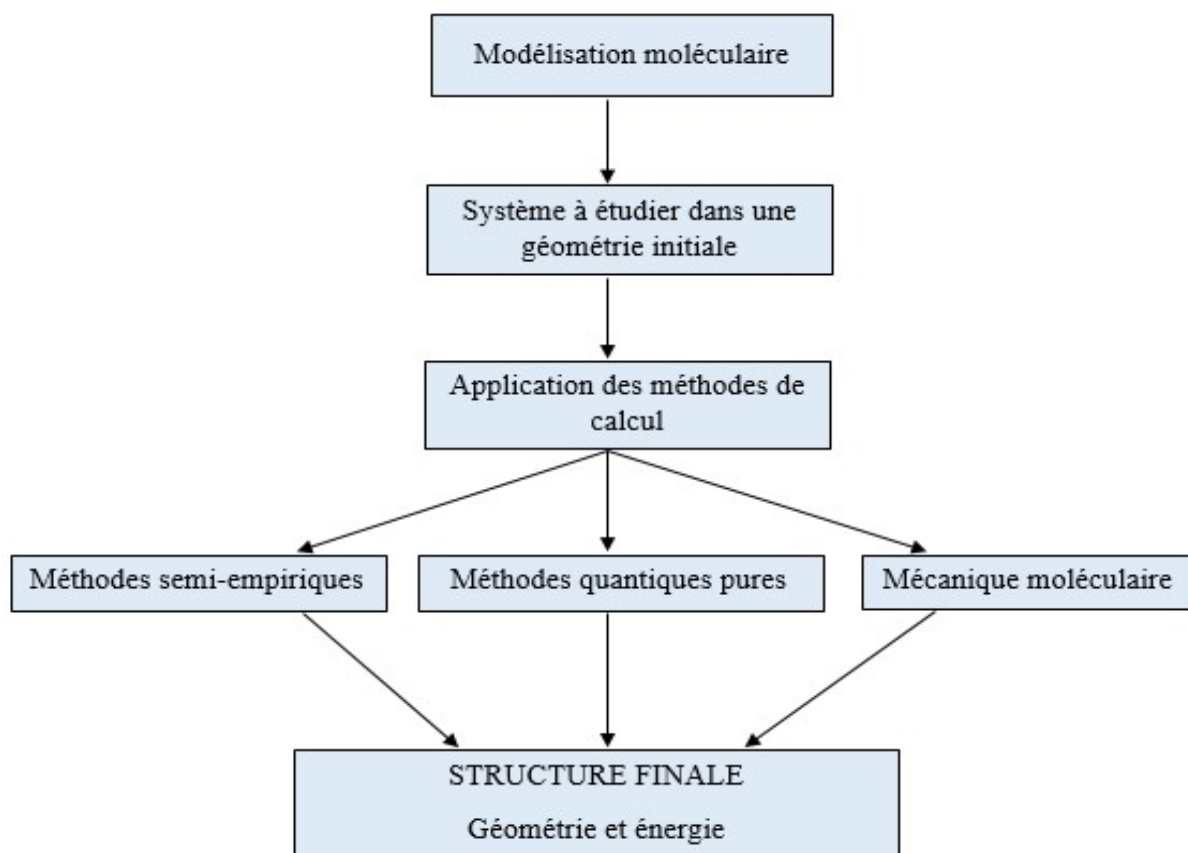 Modélisation moléculaire
Système à étudier dans une
géométrie initiale
Application des méthodes de
calcul
Méthodes semi-empiriques
Méthodes quantiques pures
Mécanique moléculaire
STRUCTURE FINALE
Géométrie et énergie